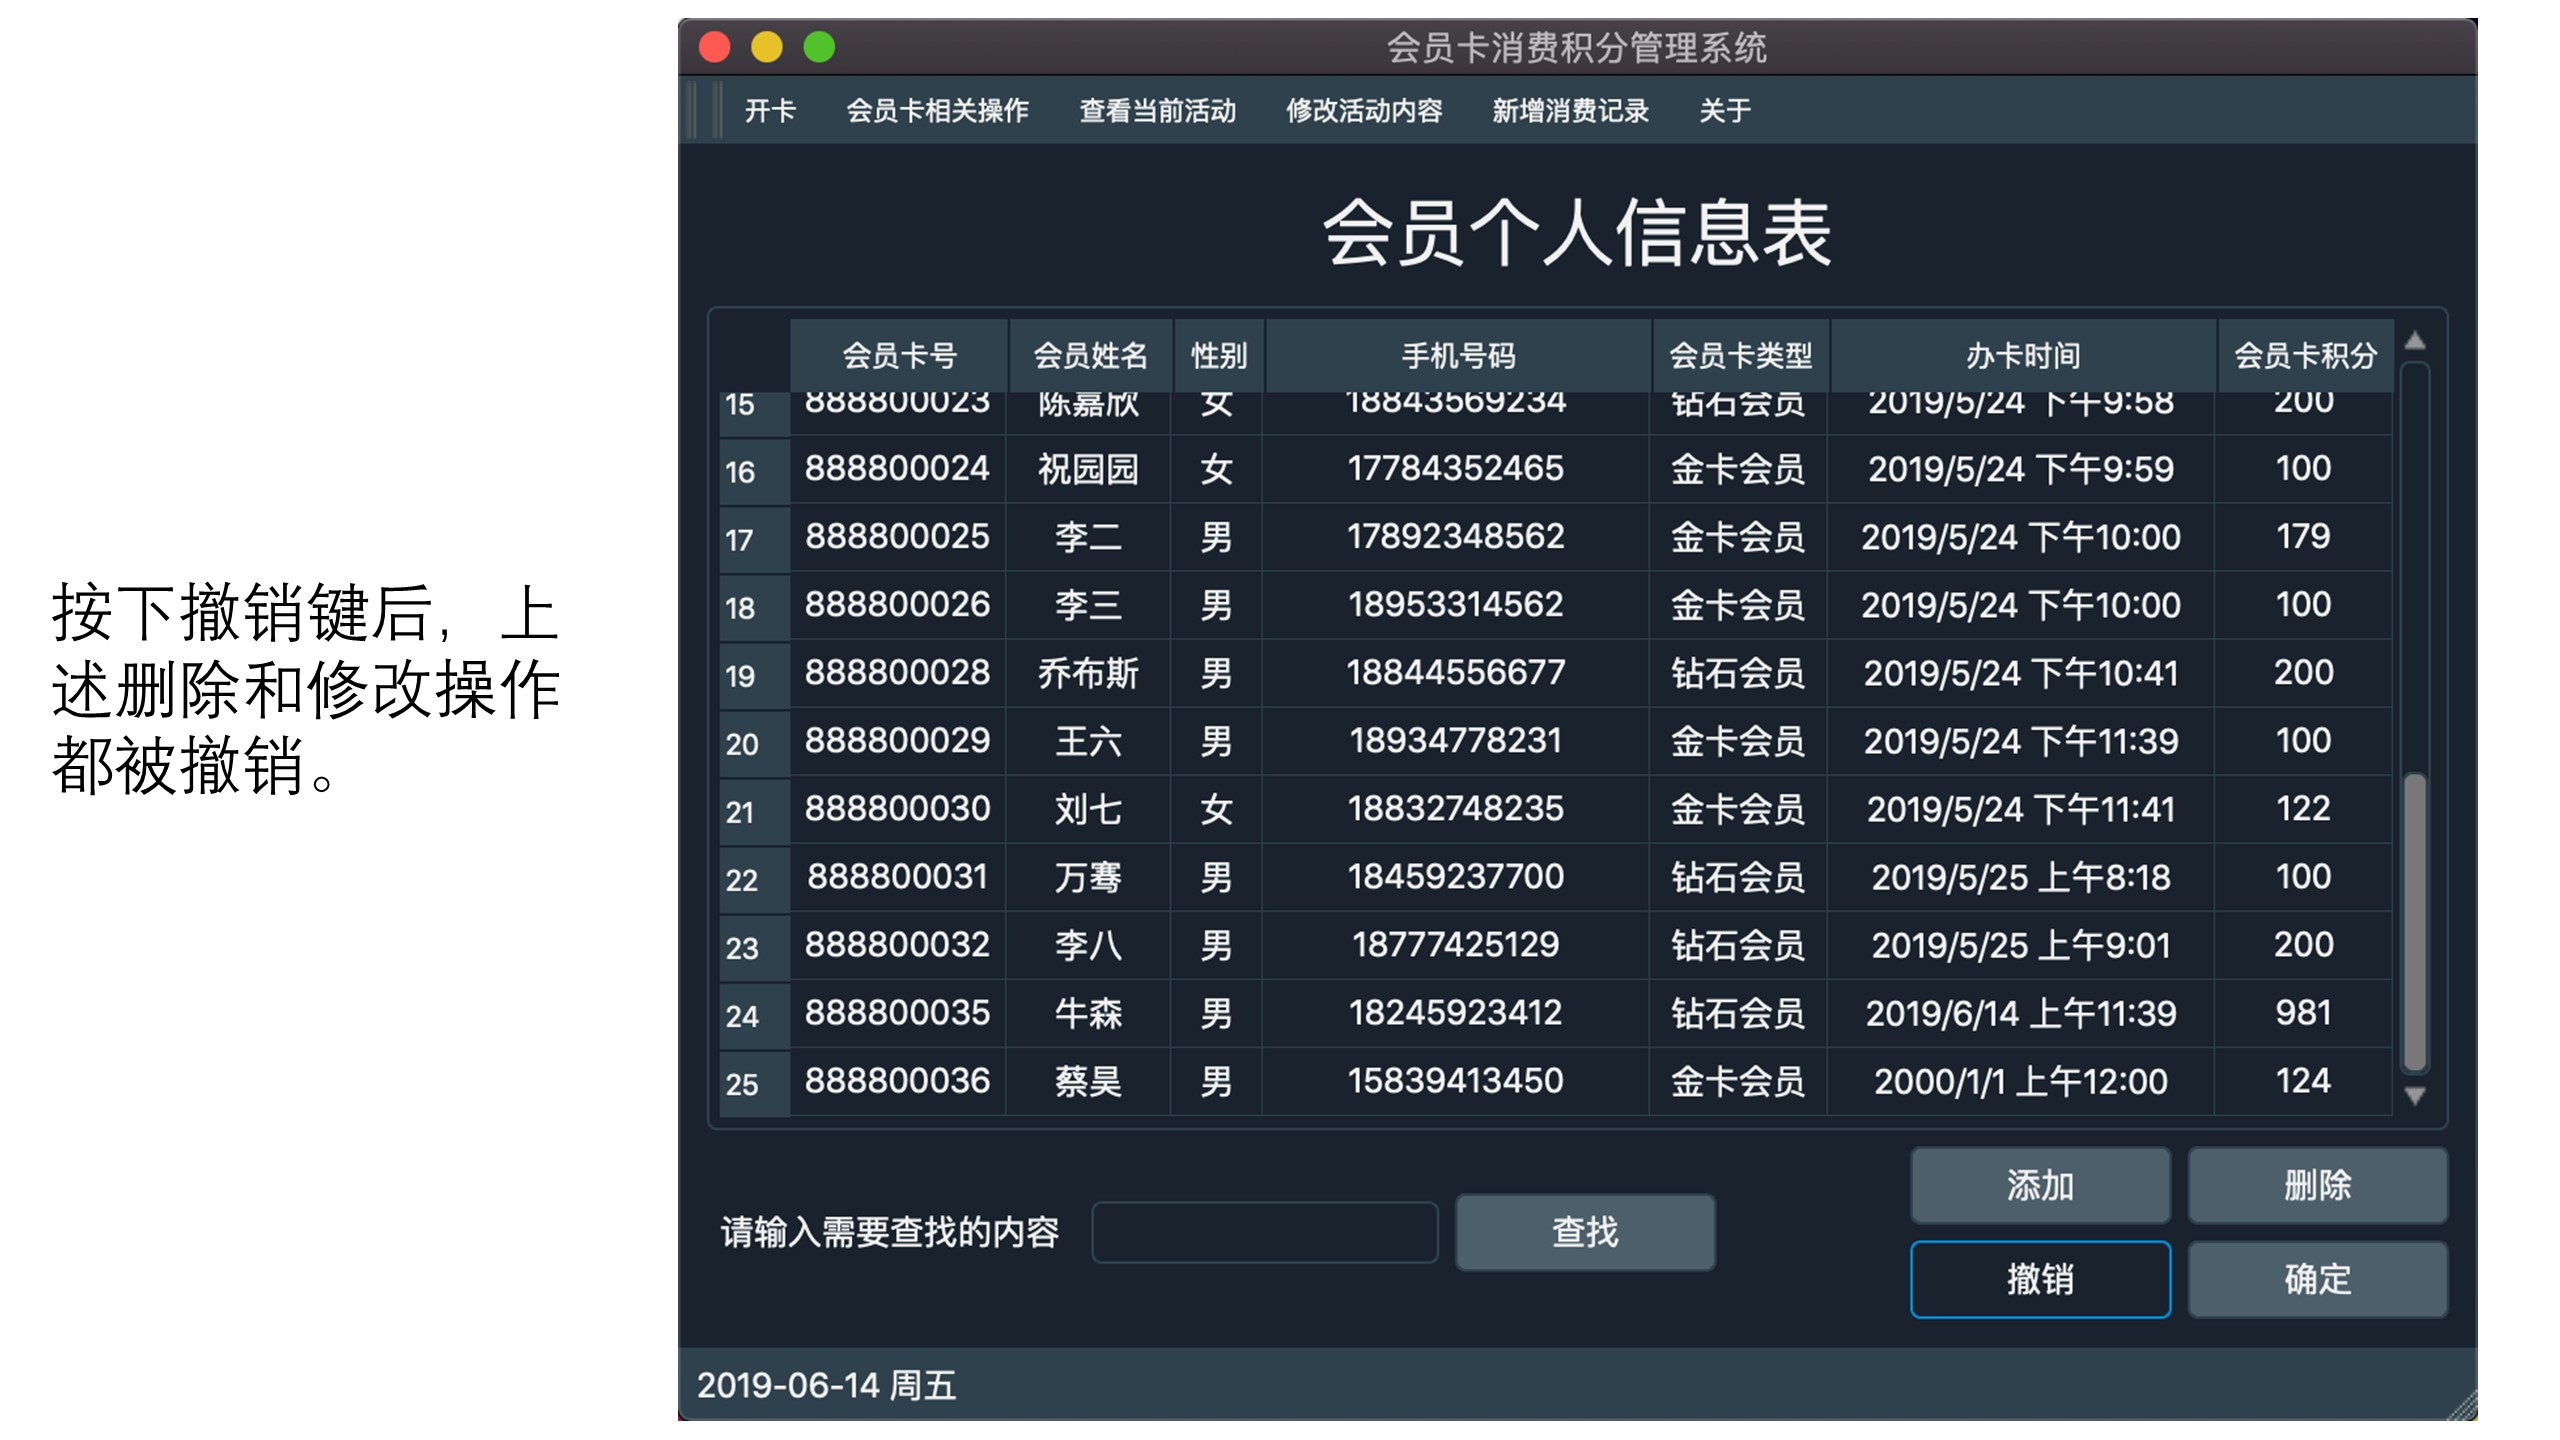 按下撤销键后，上
述删除和修改操作
都被撤销。
会员卡消费积分管理系统
开卡 会员卡相关操作 查看当前活动 修改活动内容 新增消费记录 关于
会员个人信息表
会员卡号 会员姓名 性别 手机号码 会员卡类型 办卡时间 会员卡积分
15 888800023 陈嘉欣 女 18843569234 钻石会员 2019/5/24 下午9:58 200
16 888800024 祝园园 女 17784352465 金卡会员 2019/5/24 下午9:59 100
17 888800025 李二 男 17892348562 金卡会员 2019/5/24 下午10:00 179
18 888800026 李三 男 18953314562 金卡会员 2019/5/24 下午10:00 100
19 888800028 乔布斯 男 18844556677 钻石会员 2019/5/24 下午10:41 200
20 888800029 王六 男 18934778231 金卡会员 2019/5/24 下午11:39 100
21 888800030 刘七 女 18832748235 金卡会员 2019/5/24 下午11:41 122
22 888800031 万骞 男 18459237700 钻石会员 2019/5/25 上午8:18 100
23 888800032 李八 男 18777425129 钻石会员 2019/5/25 上午9:01 200
24 888800035 牛森 男 18245923412 钻石会员 2019/6/14 上午11:39 981
25 888800036 蔡昊 男 15839413450 金卡会员 2000/1/1 上午12:00 124
添加 删除
请输入需要查找的内容 查找
撤销 确定
2019-06-14 周五